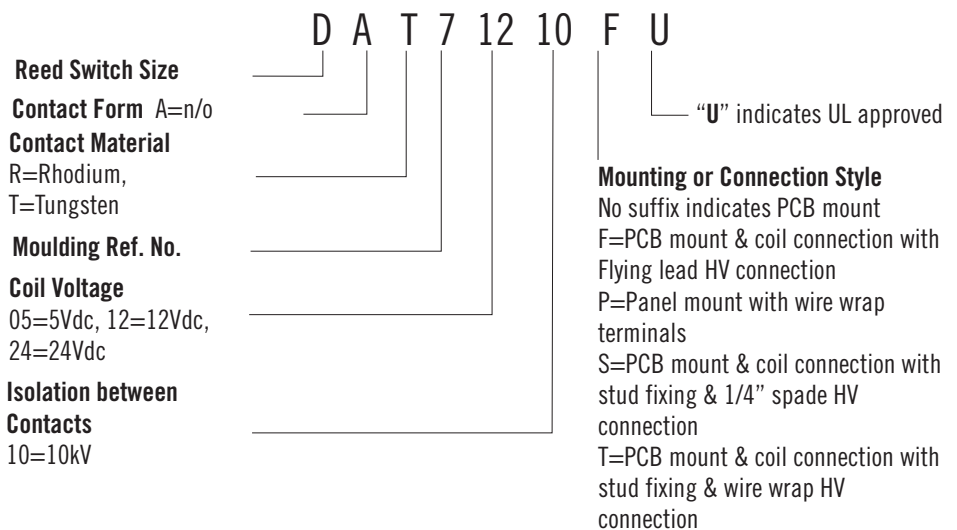 D A T 7 12 10 F U
Reed Switch Size
Contact Form A=n/o
Contact Material
R=Rhodium,
T=Tungsten
Moulding Ref. No.
Coil Voltage
05=5Vdc, 12=12Vdc,
24=24Vdc
Isolation between
Contacts
10=10kV
“U” indicates UL approved
Mounting or Connection Style
No suffix indicates PCB mount
F=PCB mount & coil connection with
Flying lead HV connection
P=Panel mount with wire wrap
terminals
S=PCB mount & coil connection with
stud fixing & 1/4” spade HV
connection
T=PCB mount & coil connection with
stud fixing & wire wrap HV
connection